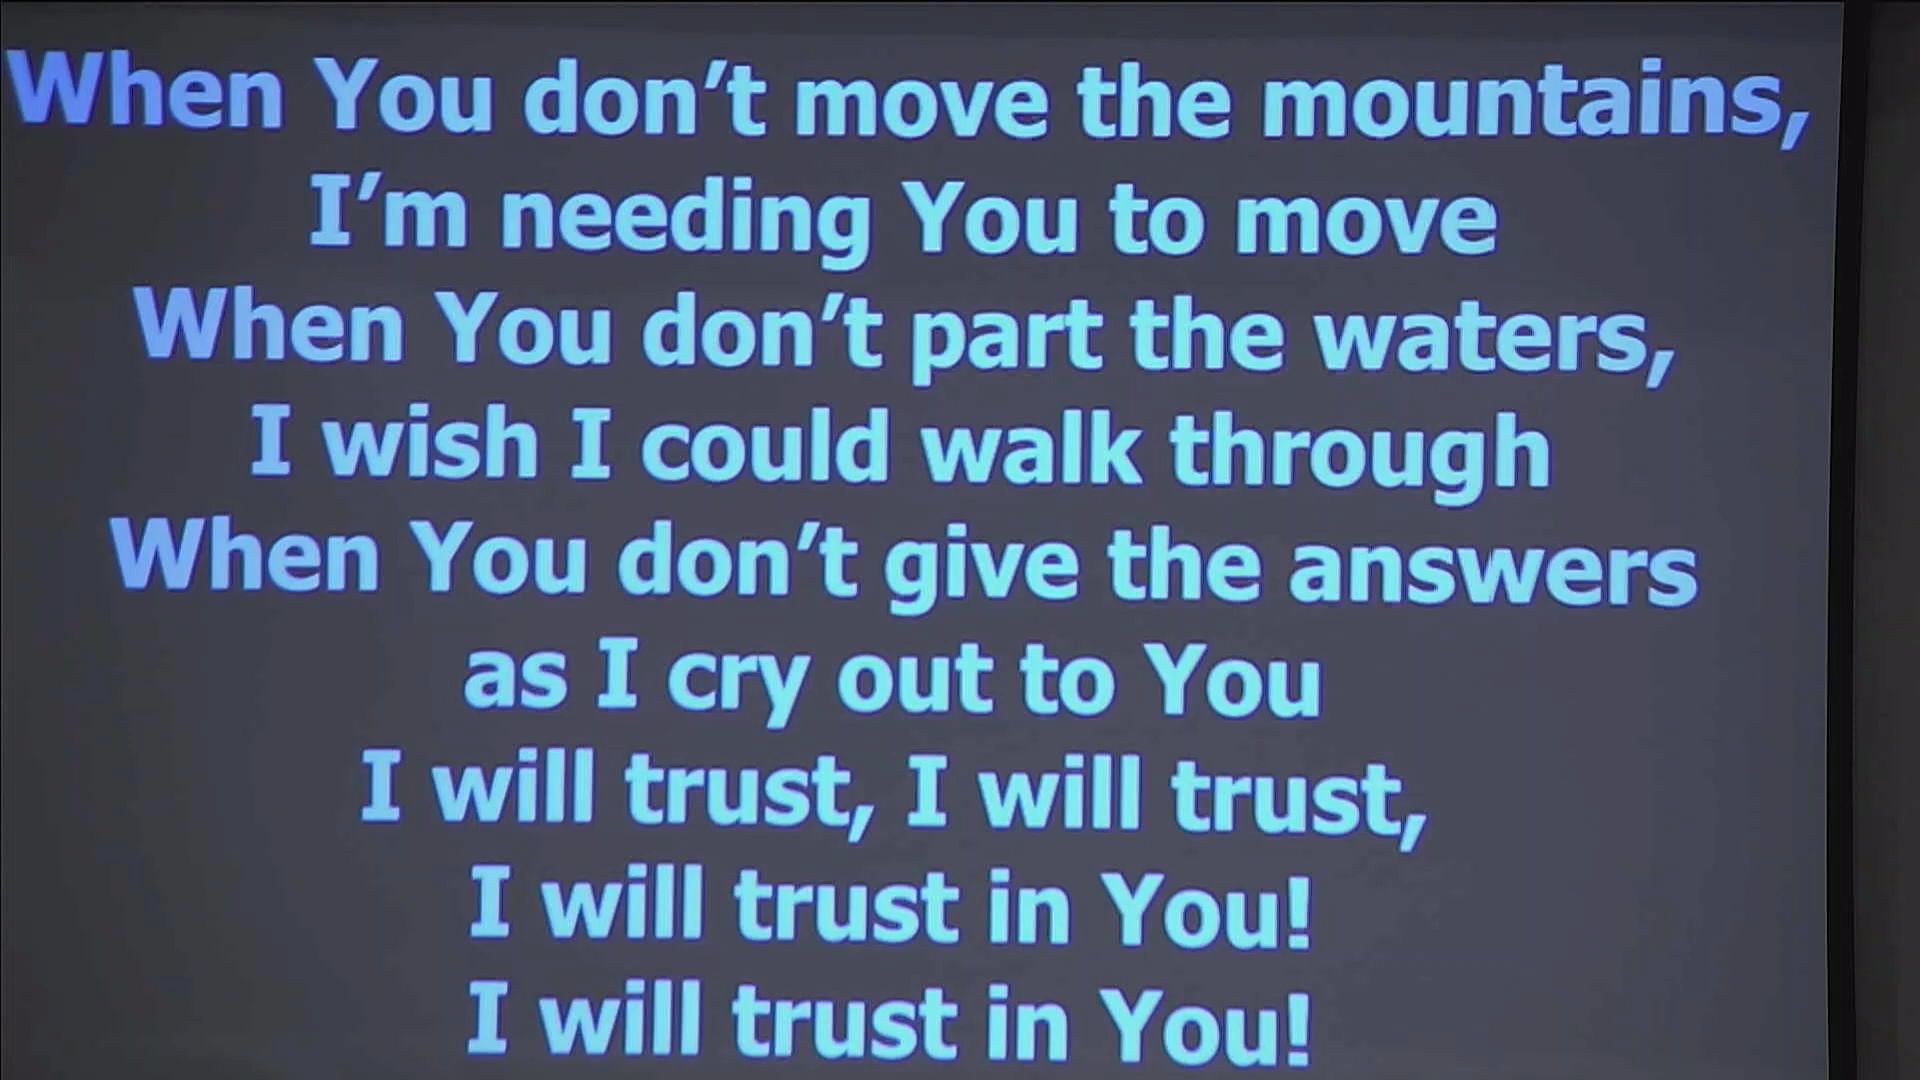 When You don’t move the mountains,
I’m needing You to move
When You don’t part the waters,
I wish I could walk through
When You don’t give the answers
as I cry out to You
I will trust, I will trust,
I will trust in You!
I will trust in You!